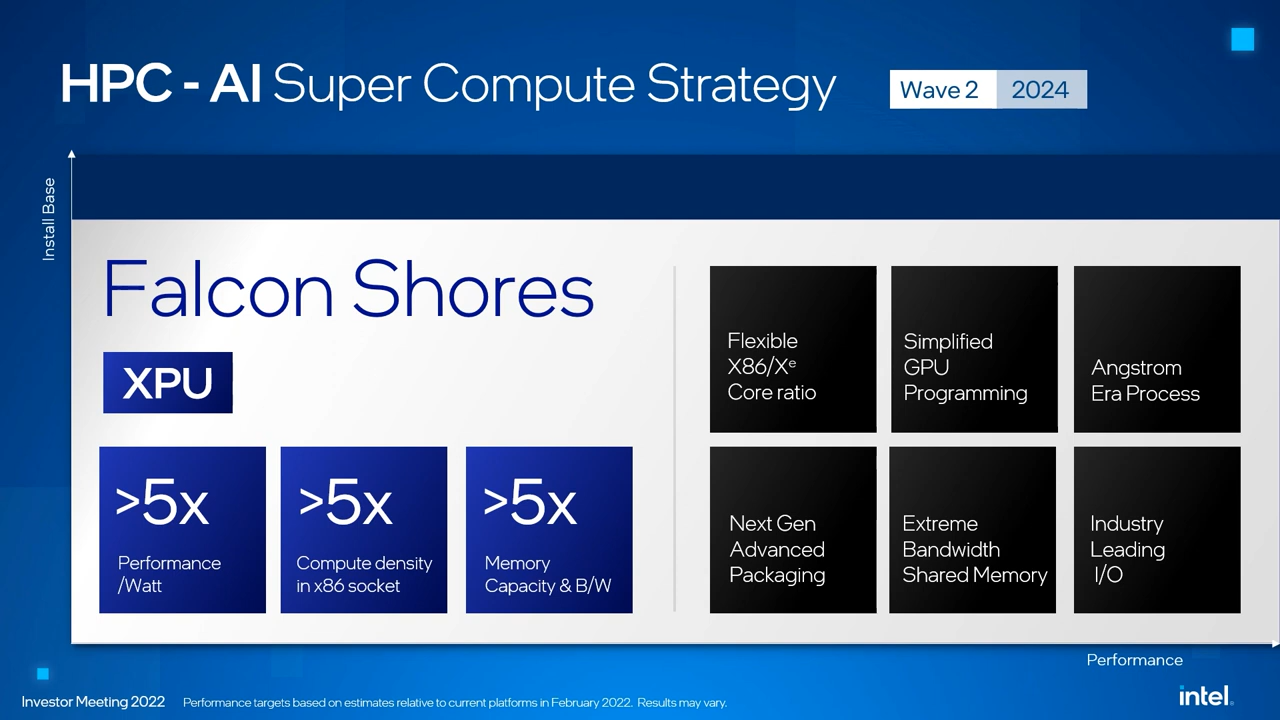 HPC - AI Super Compute Strategy
Wave 2 2024
Install Base
Falcon Shores
XPU
>5x
Performance
/Watt
>5x
Compute density
in x86 socket
>5x
Memory
Capacity & B/W
Flexible
X86/Xᵉ
Core ratio
Simplified
GPU
Programming
Angstrom
Era Process
Next Gen
Advanced
Packaging
Extreme
Bandwidth
Shared Memory
Industry
Leading
I/O
Performance
Investor Meeting 2022
Performance targets based on estimates relative to current platforms in February 2022. Results may vary.
intel.